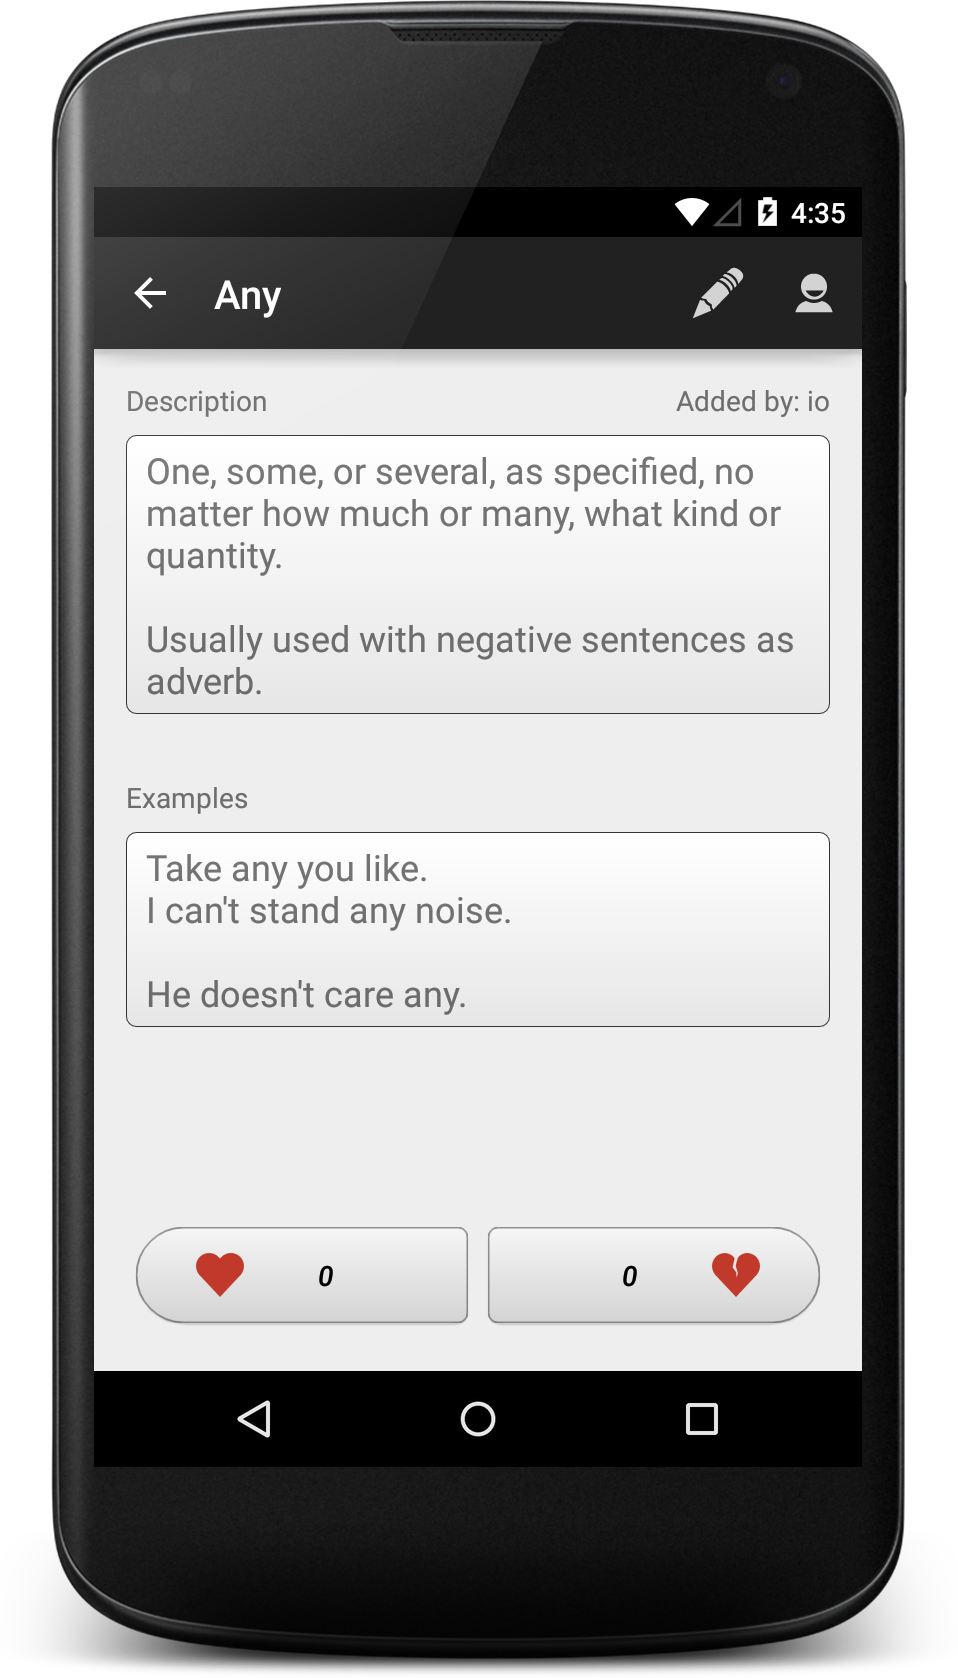 4:35
Any
Description
Added by: io
One, some, or several, as specified, no
matter how much or many, what kind or
quantity.
Usually used with negative sentences as
adverb.
Examples
Take any you like.
I can't stand any noise.
He doesn't care any.
0
0